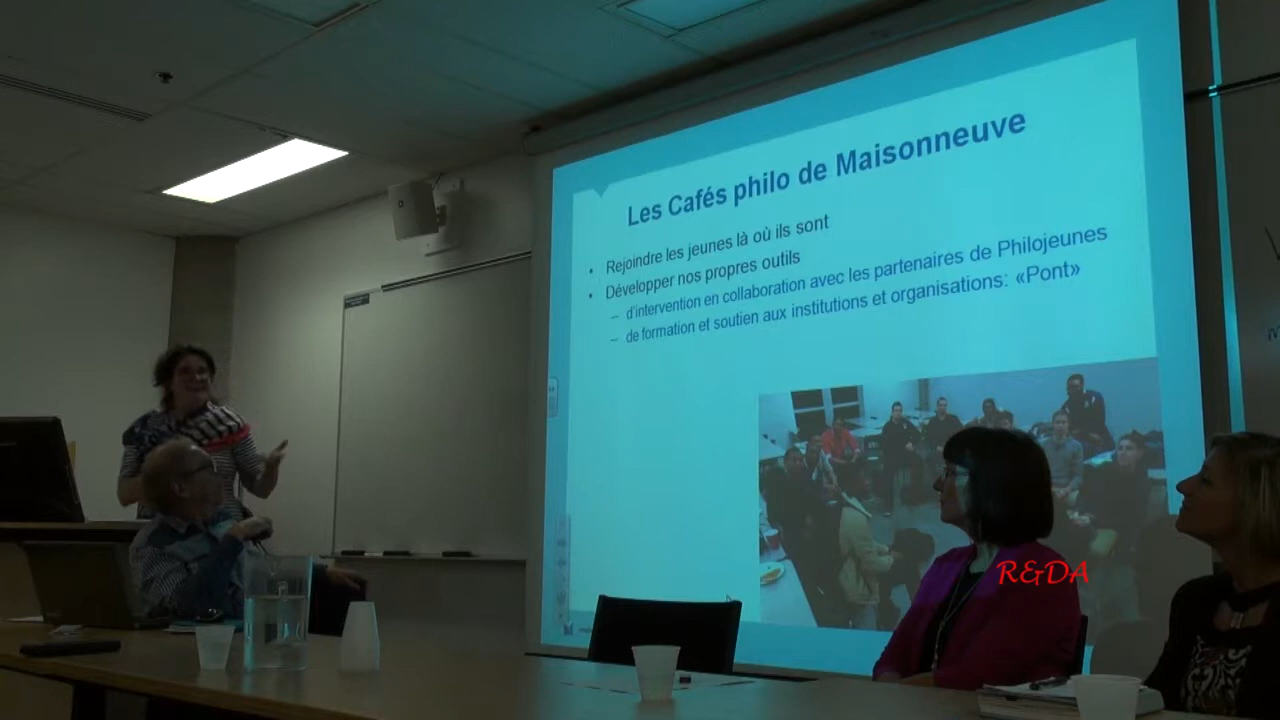 Les Cafés philo de Maisonneuve
• Rejoindre les jeunes là où ils sont
• Développer nos propres outils
– d'intervention en collaboration avec les partenaires de Philojeunes
– de formation et soutien aux institutions et organisations: «Pont»
R&DA